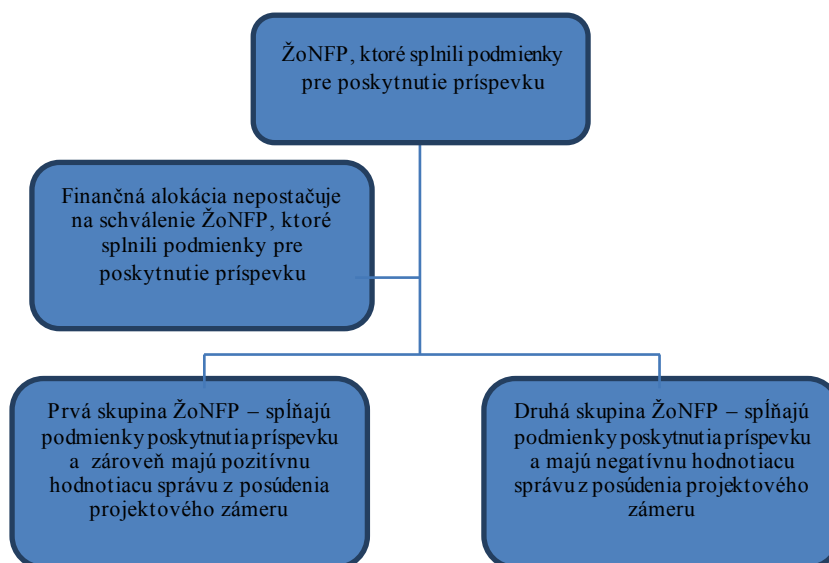 ŽoNFP, ktoré splnili podmienky
pre poskytnutie príspevku
Finančná alokácia nepostačuje
na schválenie ŽoNFP, ktoré
splnili podmienky pre
poskytnutie príspevku
Prvá skupina ŽoNFP – spĺňajú
podmienky poskytnutia príspevku
a zároveň majú pozitívnu
hodnotiacu správu z posúdenia
projektového zámeru
Druhá skupina ŽoNFP – spĺňajú
podmienky poskytnutia príspevku
a majú negatívnu hodnotiacu
správu z posúdenia projektového
zámeru